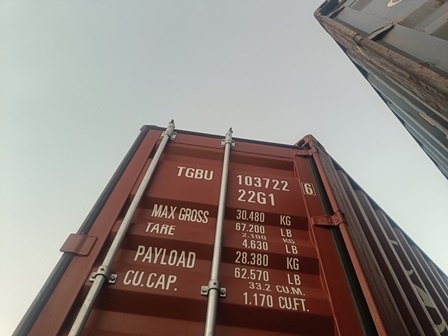 TGBU 103722 6
22G1
MAX GROSS 30.480 KG
67.200 LB
TARE 2.100 KG
4.630 LB
PAYLOAD 28.380 KG
62.570 LB
CU.CAP. 33.2 CU.M.
1.170 CU.FT.